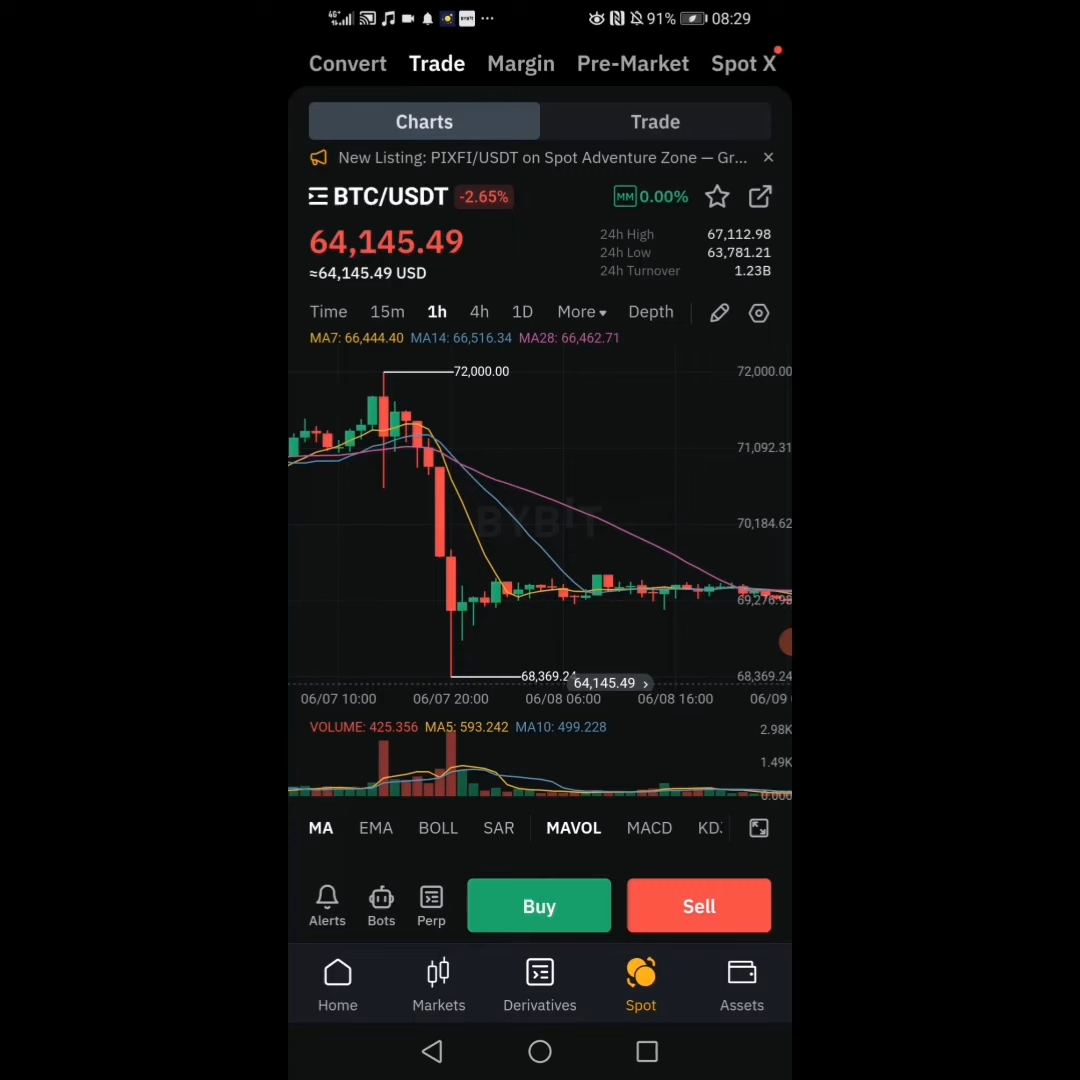 4G 91% 08:29
Convert Trade Margin Pre-Market Spot X
Charts Trade
New Listing: PIXFI/USDT on Spot Adventure Zone — Gr...
BTC/USDT -2.65% MM 0.00%
64,145.49
≈64,145.49 USD
24h High 67,112.98
24h Low 63,781.21
24h Turnover 1.23B
Time 15m 1h 4h 1D More Depth
MA7: 66,444.40 MA14: 66,516.34 MA28: 66,462.71
72,000.00 72,000.00
71,092.31
BYBIT
70,184.62
69,276.93
68,369.24 64,145.49 68,369.24
06/07 10:00 06/07 20:00 06/08 06:00 06/08 16:00 06/09
VOLUME: 425.356 MA5: 593.242 MA10: 499.228 2.98K
1.49K
0.000
MA EMA BOLL SAR MAVOL MACD KD
Alerts Bots Perp Buy Sell
Home Markets Derivatives Spot Assets